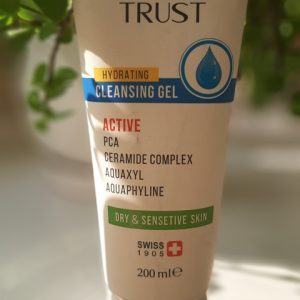 TRUST
HYDRATING
CLEANSING GEL
ACTIVE
PCA
CERAMIDE COMPLEX
AQUAXYL
AQUAPHYLINE
DRY & SENSETIVE SKIN
SWISS
1905
200 ml℮